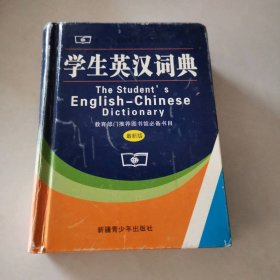 学生英汉词典
The Student's
English-Chinese
Dictionary
教育部门推荐图书馆必备书目
最新版
新疆青少年出版社